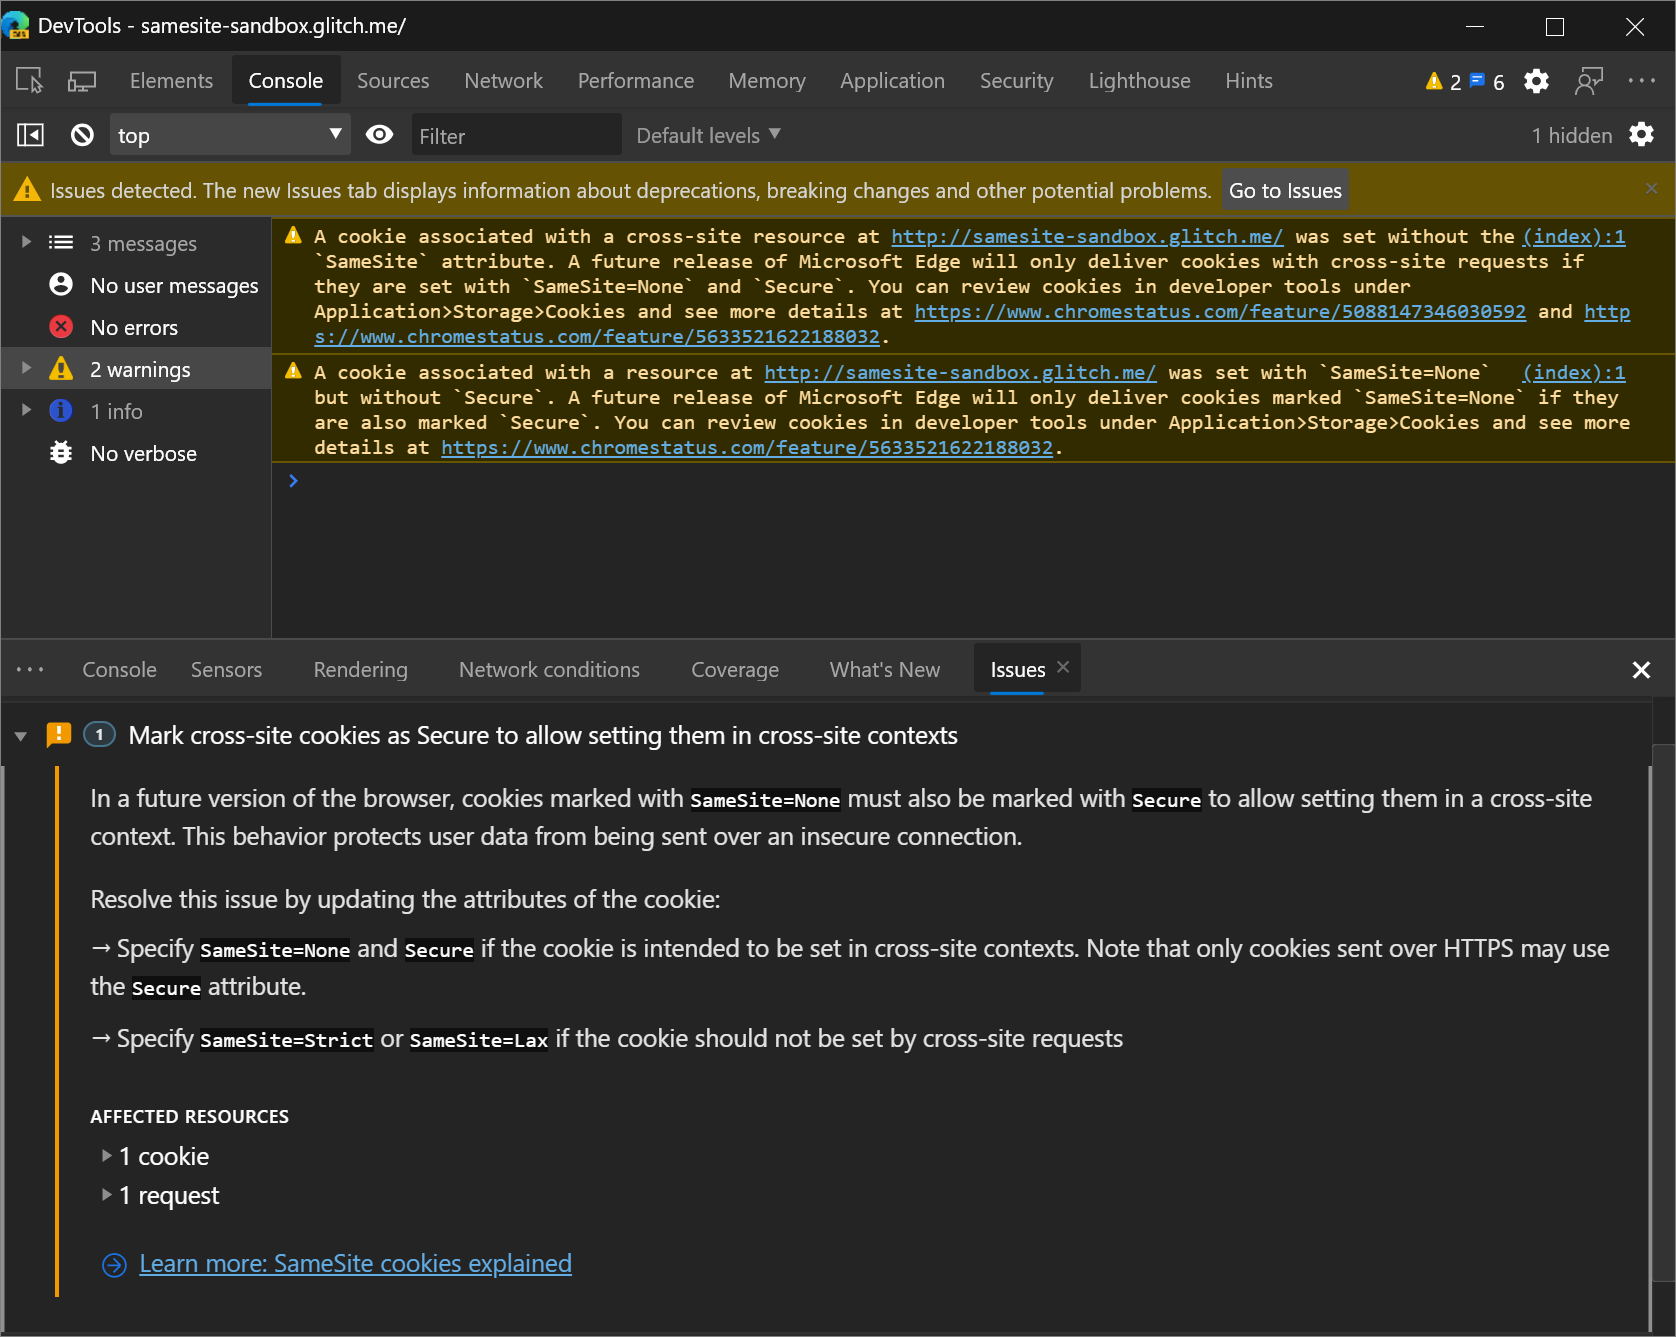 DevTools - samesite-sandbox.glitch.me/
Elements Console Sources Network Performance Memory Application Security Lighthouse Hints 2 6
top Filter Default levels 1 hidden
Issues detected. The new Issues tab displays information about deprecations, breaking changes and other potential problems. Go to Issues
3 messages
No user messages
No errors
2 warnings
1 info
No verbose
A cookie associated with a cross-site resource at http://samesite-sandbox.glitch.me/ was set without the (index):1
`SameSite` attribute. A future release of Microsoft Edge will only deliver cookies with cross-site requests if
they are set with `SameSite=None` and `Secure`. You can review cookies in developer tools under
Application>Storage>Cookies and see more details at https://www.chromestatus.com/feature/5088147346030592 and http
s://www.chromestatus.com/feature/5633521622188032.
A cookie associated with a resource at http://samesite-sandbox.glitch.me/ was set with `SameSite=None` (index):1
but without `Secure`. A future release of Microsoft Edge will only deliver cookies marked `SameSite=None` if they
are also marked `Secure`. You can review cookies in developer tools under Application>Storage>Cookies and see more
details at https://www.chromestatus.com/feature/5633521622188032.
Console Sensors Rendering Network conditions Coverage What's New Issues
1 Mark cross-site cookies as Secure to allow setting them in cross-site contexts
In a future version of the browser, cookies marked with SameSite=None must also be marked with Secure to allow setting them in a cross-site
context. This behavior protects user data from being sent over an insecure connection.
Resolve this issue by updating the attributes of the cookie:
→ Specify SameSite=None and Secure if the cookie is intended to be set in cross-site contexts. Note that only cookies sent over HTTPS may use
the Secure attribute.
→ Specify SameSite=Strict or SameSite=Lax if the cookie should not be set by cross-site requests
AFFECTED RESOURCES
1 cookie
1 request
Learn more: SameSite cookies explained